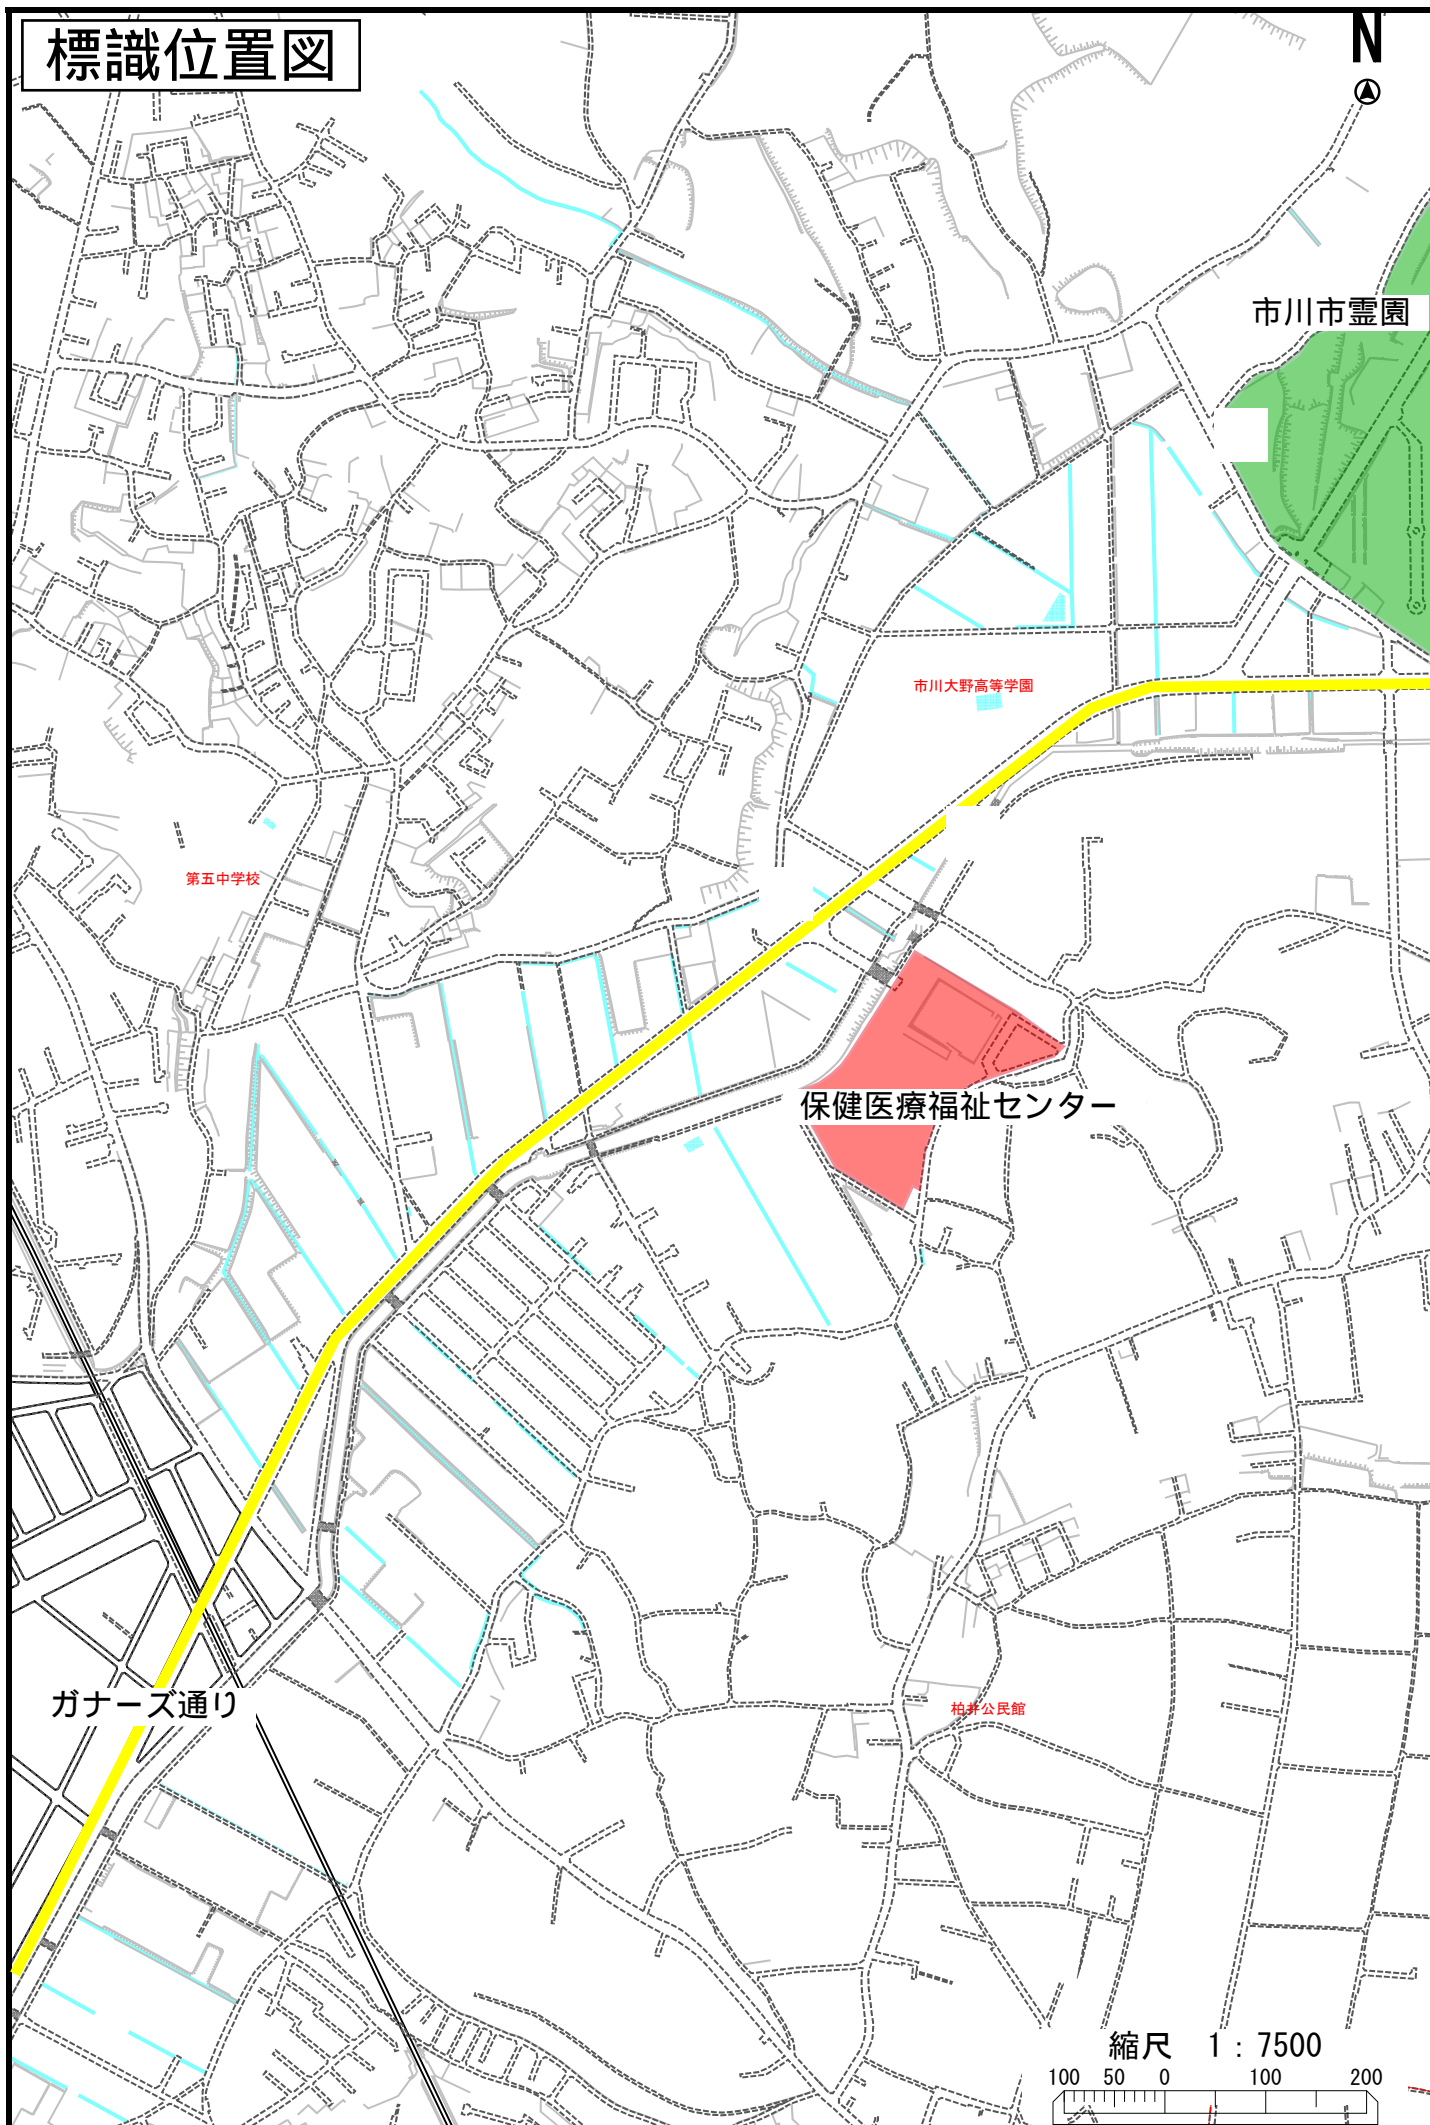 標識位置図
N
市川市霊園
市川大野高等学園
第五中学校
保健医療福祉センター
ガナーズ通り
柏井公民館
縮尺 1:7500
100 50 0 100 200